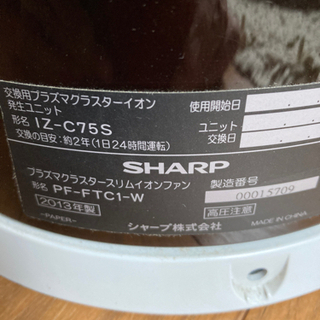 交換用プラズマクラスターイオン
発生ユニット
形名 IZ-C75S
交換の目安:約2年(1日24時間運転)
使用開始日
ユニット
交換日
SHARP
プラズマクラスタースリムイオンファン
形名 PF-FTC1-W
製造番号
00015709
2013年製
高圧注意
-PAPER-
シャープ株式会社
MADE IN CHINA